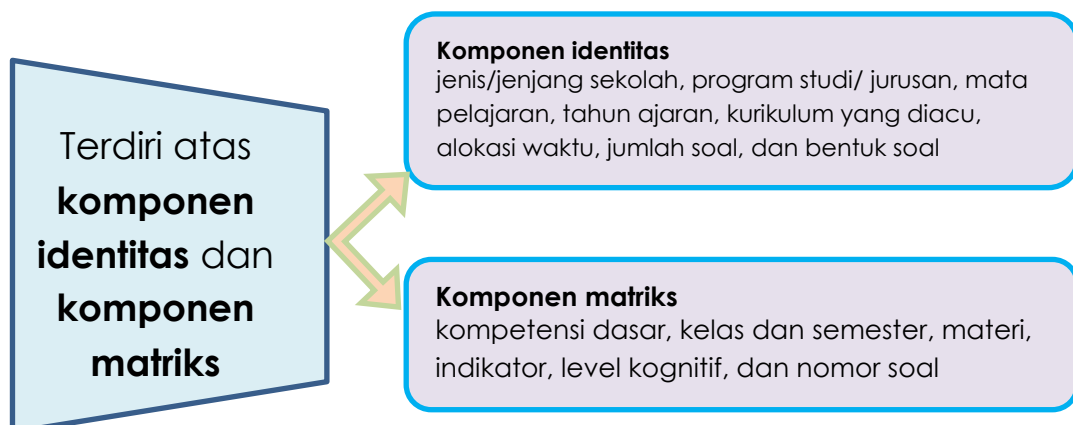 Terdiri atas
komponen
identitas dan
komponen
matriks
Komponen identitas
jenis/jenjang sekolah, program studi/ jurusan, mata
pelajaran, tahun ajaran, kurikulum yang diacu,
alokasi waktu, jumlah soal, dan bentuk soal
Komponen matriks
kompetensi dasar, kelas dan semester, materi,
indikator, level kognitif, dan nomor soal